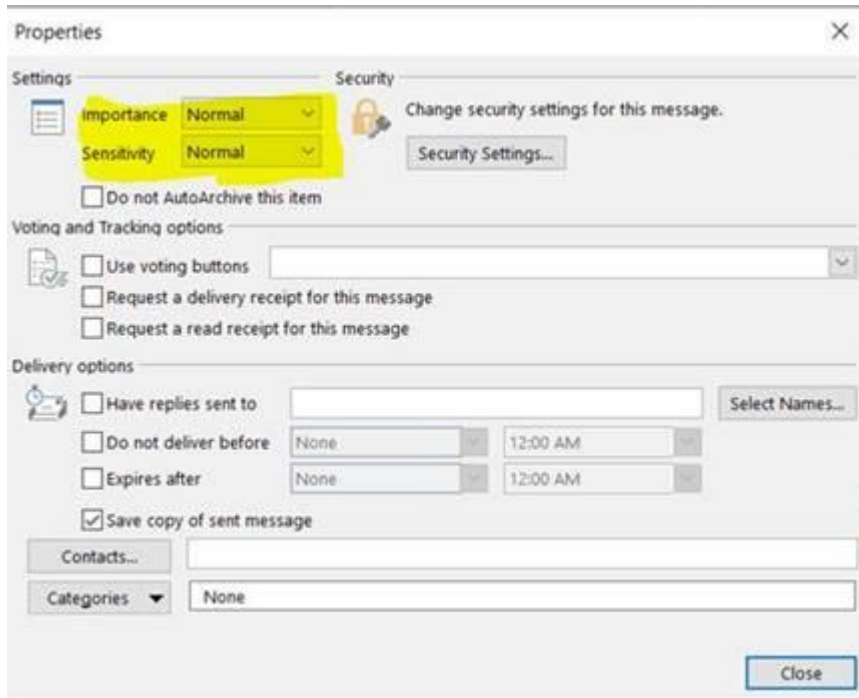 Properties
Settings Security
Importance Normal Change security settings for this message.
Sensitivity Normal Security Settings...
Do not AutoArchive this item
Voting and Tracking options
Use voting buttons
Request a delivery receipt for this message
Request a read receipt for this message
Delivery options
Have replies sent to Select Names...
Do not deliver before None 12:00 AM
Expires after None 12:00 AM
Save copy of sent message
Contacts...
Categories None
Close